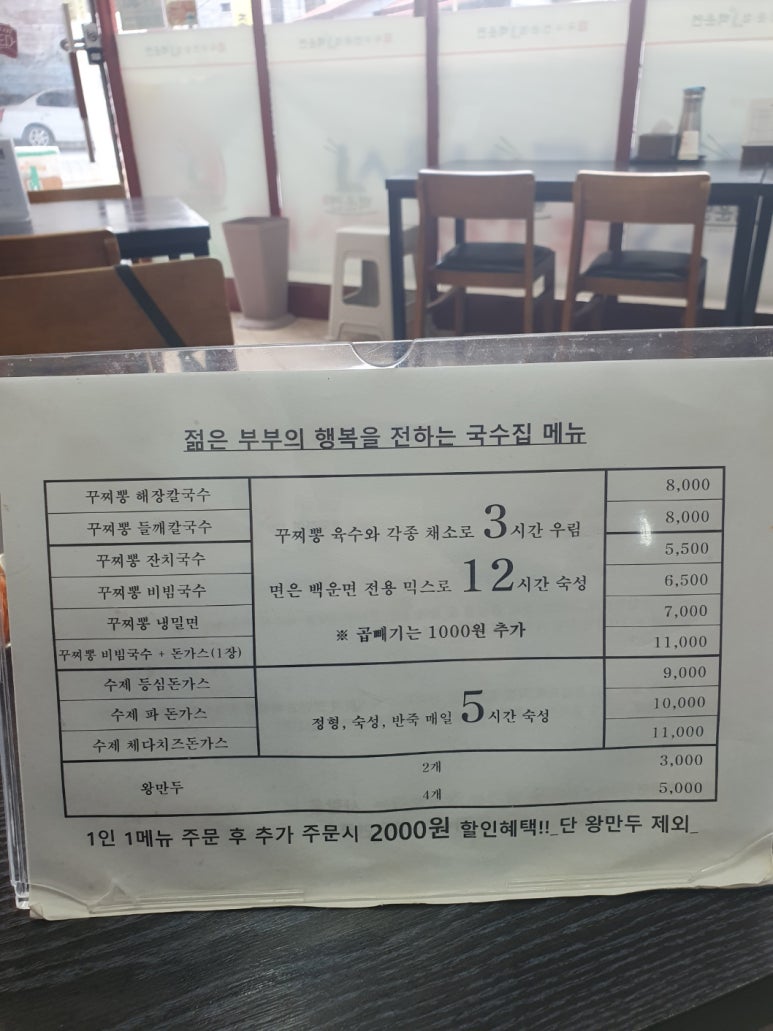 젊은 부부의 행복을 전하는 국수집 메뉴
꾸찌뽕 해장칼국수 8,000
꾸찌뽕 들깨칼국수 8,000
꾸찌뽕 잔치국수 5,500
꾸찌뽕 비빔국수 6,500
꾸찌뽕 냉밀면 7,000
꾸찌뽕 비빔국수 + 돈가스(1장) 11,000
꾸찌뽕 육수와 각종 채소로 3시간 우림
면은 백운면 전용 믹스로 12시간 숙성
※ 곱빼기는 1000원 추가
수제 등심돈가스 9,000
수제 파 돈가스 10,000
수제 체다치즈돈가스 11,000
정형, 숙성, 반죽 매일 5시간 숙성
왕만두
2개 3,000
4개 5,000
1인 1메뉴 주문 후 추가 주문시 2000원 할인혜택!!_단 왕만두 제외_